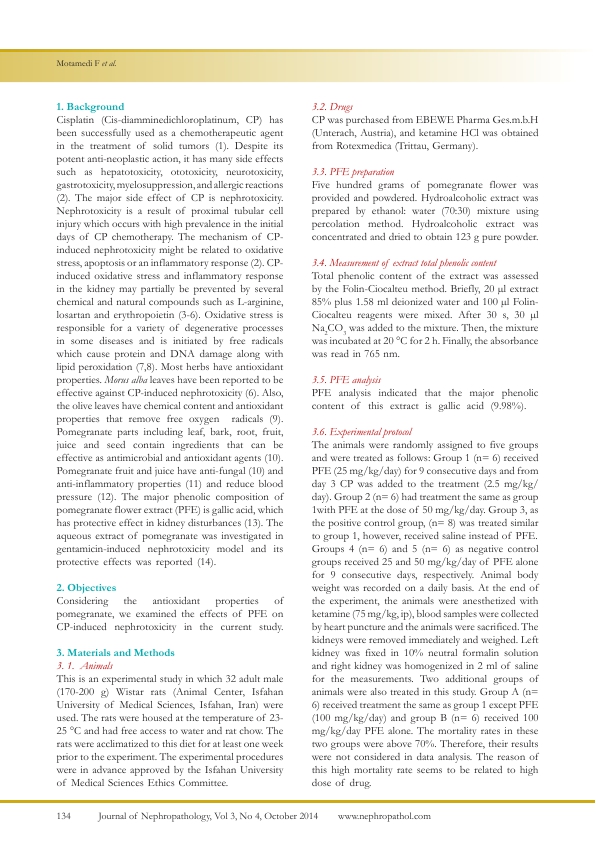 Motamedi F et al.
1. Background
Cisplatin (Cis-diamminedichloroplatinum, CP) has
been successfully used as a chemotherapeutic agent
in the treatment of solid tumors (1). Despite its
potent anti-neoplastic action, it has many side effects
such as hepatotoxicity, ototoxicity, neurotoxicity,
gastrotoxicity, myelosuppression, and allergic reactions
(2). The major side effect of CP is nephrotoxicity.
Nephrotoxicity is a result of proximal tubular cell
injury which occurs with high prevalence in the initial
days of CP chemotherapy. The mechanism of CP-
induced nephrotoxicity might be related to oxidative
stress, apoptosis or an inflammatory response (2). CP-
induced oxidative stress and inflammatory response
in the kidney may partially be prevented by several
chemical and natural compounds such as L-arginine,
losartan and erythropoietin (3-6). Oxidative stress is
responsible for a variety of degenerative processes
in some diseases and is initiated by free radicals
which cause protein and DNA damage along with
lipid peroxidation (7,8). Most herbs have antioxidant
properties. Morus alba leaves have been reported to be
effective against CP-induced nephrotoxicity (6). Also,
the olive leaves have chemical content and antioxidant
properties that remove free oxygen radicals (9).
Pomegranate parts including leaf, bark, root, fruit,
juice and seed contain ingredients that can be
effective as antimicrobial and antioxidant agents (10).
Pomegranate fruit and juice have anti-fungal (10) and
anti-inflammatory properties (11) and reduce blood
pressure (12). The major phenolic composition of
pomegranate flower extract (PFE) is gallic acid, which
has protective effect in kidney disturbances (13). The
aqueous extract of pomegranate was investigated in
gentamicin-induced nephrotoxicity model and its
protective effects was reported (14).
2. Objectives
Considering the antioxidant properties of
pomegranate, we examined the effects of PFE on
CP-induced nephrotoxicity in the current study.
3. Materials and Methods
3. 1. Animals
This is an experimental study in which 32 adult male
(170-200 g) Wistar rats (Animal Center, Isfahan
University of Medical Sciences, Isfahan, Iran) were
used. The rats were housed at the temperature of 23-
25 °C and had free access to water and rat chow. The
rats were acclimatized to this diet for at least one week
prior to the experiment. The experimental procedures
were in advance approved by the Isfahan University
of Medical Sciences Ethics Committee.
3.2. Drugs
CP was purchased from EBEWE Pharma Ges.m.b.H
(Unterach, Austria), and ketamine HCl was obtained
from Rotexmedica (Trittau, Germany).
3.3. PFE preparation
Five hundred grams of pomegranate flower was
provided and powdered. Hydroalcoholic extract was
prepared by ethanol: water (70:30) mixture using
percolation method. Hydroalcoholic extract was
concentrated and dried to obtain 123 g pure powder.
3.4. Measurement of extract total phenolic content
Total phenolic content of the extract was assessed
by the Folin-Ciocalteu method. Briefly, 20 µl extract
85% plus 1.58 ml deionized water and 100 µl Folin-
Ciocalteu reagents were mixed. After 30 s, 30 µl
Na2CO3 was added to the mixture. Then, the mixture
was incubated at 20 °C for 2 h. Finally, the absorbance
was read in 765 nm.
3.5. PFE analysis
PFE analysis indicated that the major phenolic
content of this extract is gallic acid (9.98%).
3.6. Experimental protocol
The animals were randomly assigned to five groups
and were treated as follows: Group 1 (n= 6) received
PFE (25 mg/kg/day) for 9 consecutive days and from
day 3 CP was added to the treatment (2.5 mg/kg/
day). Group 2 (n= 6) had treatment the same as group
1with PFE at the dose of 50 mg/kg/day. Group 3, as
the positive control group, (n= 8) was treated similar
to group 1, however, received saline instead of PFE.
Groups 4 (n= 6) and 5 (n= 6) as negative control
groups received 25 and 50 mg/kg/day of PFE alone
for 9 consecutive days, respectively. Animal body
weight was recorded on a daily basis. At the end of
the experiment, the animals were anesthetized with
ketamine (75 mg/kg, ip), blood samples were collected
by heart puncture and the animals were sacrificed. The
kidneys were removed immediately and weighed. Left
kidney was fixed in 10% neutral formalin solution
and right kidney was homogenized in 2 ml of saline
for the measurements. Two additional groups of
animals were also treated in this study. Group A (n=
6) received treatment the same as group 1 except PFE
(100 mg/kg/day) and group B (n= 6) received 100
mg/kg/day PFE alone. The mortality rates in these
two groups were above 70%. Therefore, their results
were not considered in data analysis. The reason of
this high mortality rate seems to be related to high
dose of drug.
134 Journal of Nephropathology, Vol 3, No 4, October 2014 www.nephropathol.com